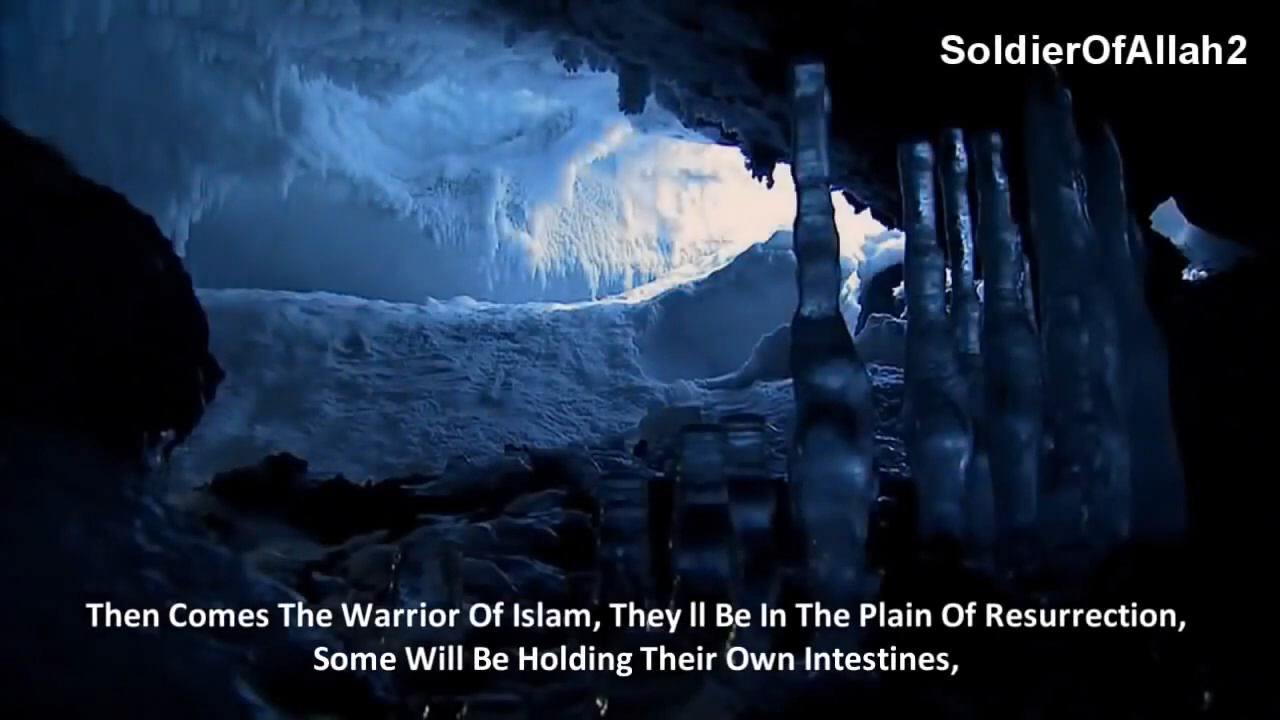 SoldierOfAllah2
Then Comes The Warrior Of Islam, They ll Be In The Plain Of Resurrection,
Some Will Be Holding Their Own Intestines,